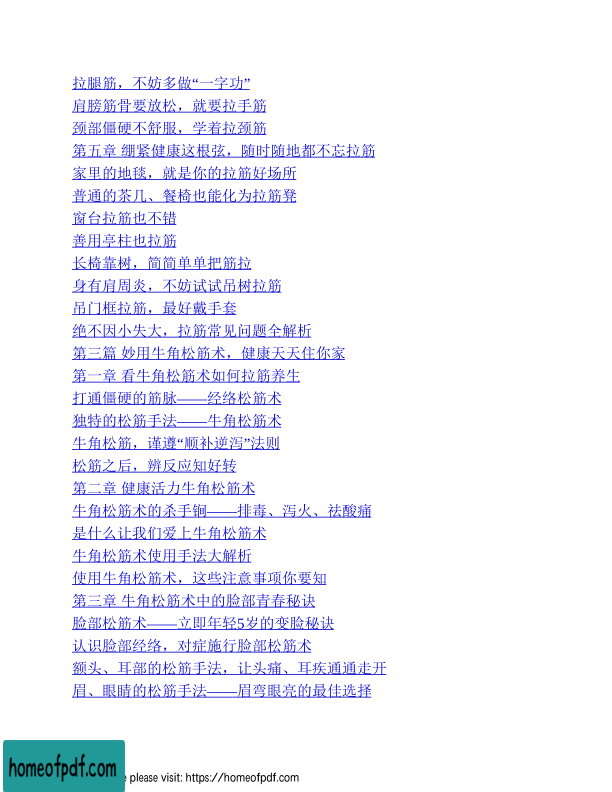 拉腿筋，不妨多做“一字功”
肩膀筋骨要放松，就要拉手筋
颈部僵硬不舒服，学着拉颈筋
第五章 绷紧健康这根弦，随时随地都不忘拉筋
家里的地毯，就是你的拉筋好场所
普通的茶几、餐椅也能化为拉筋凳
窗台拉筋也不错
善用亭柱也拉筋
长椅靠树，简简单单把筋拉
身有肩周炎，不妨试试吊树拉筋
吊门框拉筋，最好戴手套
绝不因小失大，拉筋常见问题全解析
第三篇 妙用牛角松筋术，健康天天住你家
第一章 看牛角松筋术如何拉筋养生
打通僵硬的筋脉——经络松筋术
独特的松筋手法——牛角松筋术
牛角松筋，谨遵“顺补逆泻”法则
松筋之后，辨反应知好转
第二章 健康活力牛角松筋术
牛角松筋术的杀手锏——排毒、泻火、祛酸痛
是什么让我们爱上牛角松筋术
牛角松筋术使用手法大解析
使用牛角松筋术，这些注意事项你要知
第三章 牛角松筋术中的脸部青春秘诀
脸部松筋术——立即年轻5岁的变脸秘诀
认识脸部经络，对症施行脸部松筋术
额头、耳部的松筋手法，让头痛、耳疾通通走开
眉、眼睛的松筋手法——眉弯眼亮的最佳选择
homeofpdf.com
please visit: https://homeofpdf.com